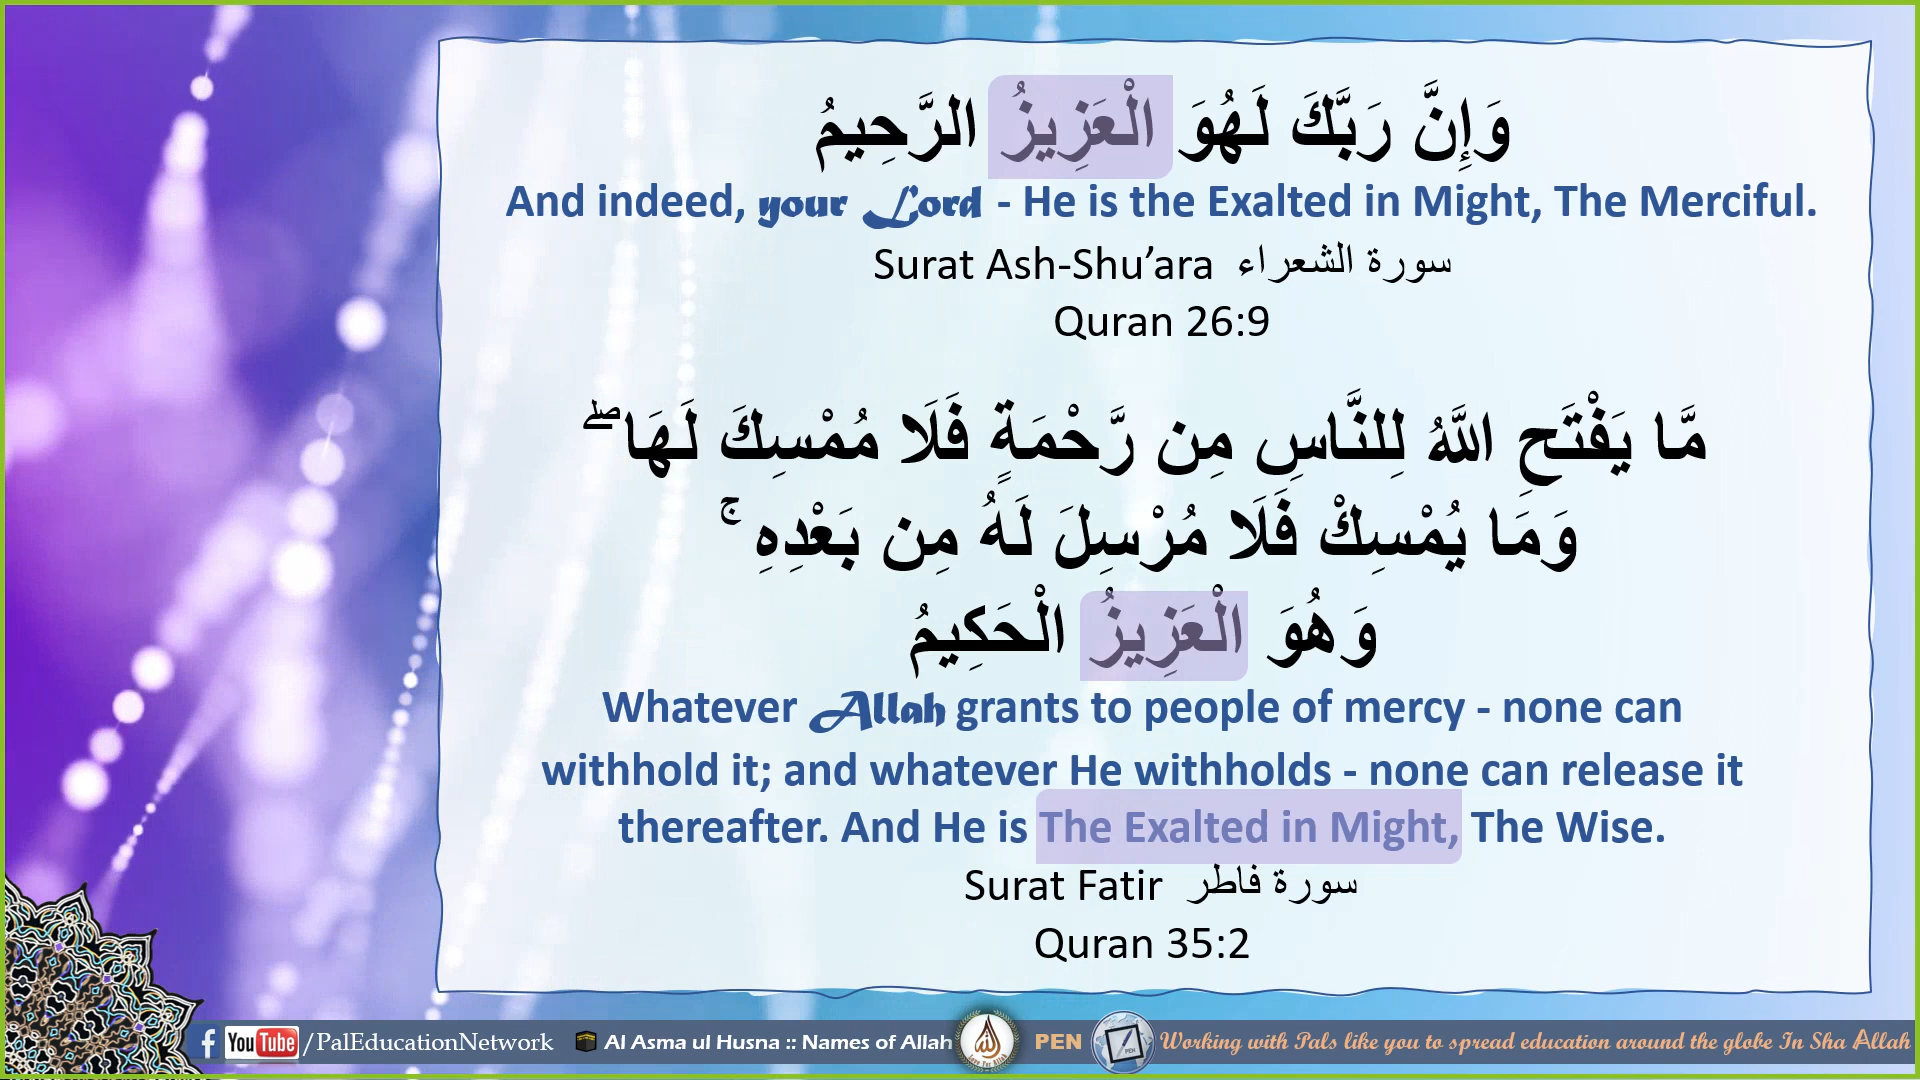 وَإِنَّ رَبَّكَ لَهُوَ الْعَزِيزُ الرَّحِيمُ
And indeed, your Lord - He is the Exalted in Might, The Merciful.
Surat Ash-Shu’ara سورة الشعراء
Quran 26:9
مَّا يَفْتَحِ اللَّهُ لِلنَّاسِ مِن رَّحْمَةٍ فَلَا مُمْسِكَ لَهَا ۖ
وَمَا يُمْسِكْ فَلَا مُرْسِلَ لَهُ مِن بَعْدِهِ ۚ
وَهُوَ الْعَزِيزُ الْحَكِيمُ
Whatever Allah grants to people of mercy - none can
withhold it; and whatever He withholds - none can release it
thereafter. And He is The Exalted in Might, The Wise.
Surat Fatir سورة فاطر
Quran 35:2
f YouTube /PalEducationNetwork Al Asma ul Husna :: Names of Allah PEN Working with Pals like you to spread education around the globe In Sha Allah